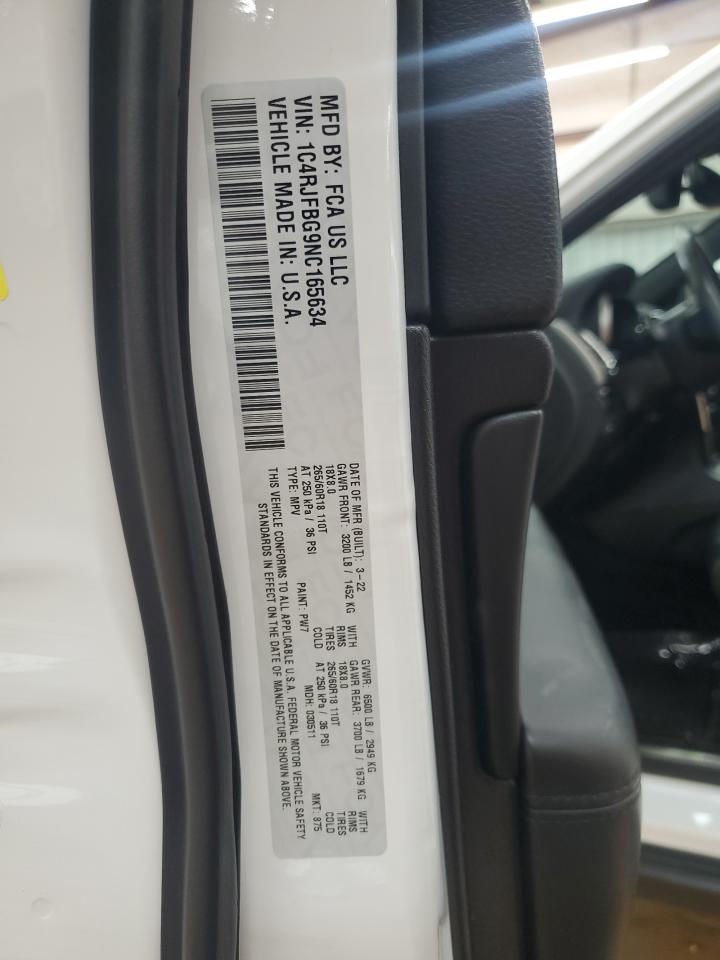 MFD BY: FCA US LLC
VIN: 1C4RJFBG9NC165634
VEHICLE MADE IN: U.S.A.
DATE OF MFR (BUILT): 3-22 GVWR: 6500 LB / 2949 KG
GAWR FRONT: 3200 LB / 1452 KG WITH GAWR REAR: 3700 LB / 1679 KG WITH
18X8.0 RIMS 18X8.0 RIMS
265/60R18 110T TIRES 265/60R18 110T TIRES
AT 250 kPa / 36 PSI COLD AT 250 kPa / 36 PSI COLD
TYPE: MPV PAINT: PW7 MDH: 030511 MKT: 875
THIS VEHICLE CONFORMS TO ALL APPLICABLE U.S.A. FEDERAL MOTOR VEHICLE SAFETY
STANDARDS IN EFFECT ON THE DATE OF MANUFACTURE SHOWN ABOVE.